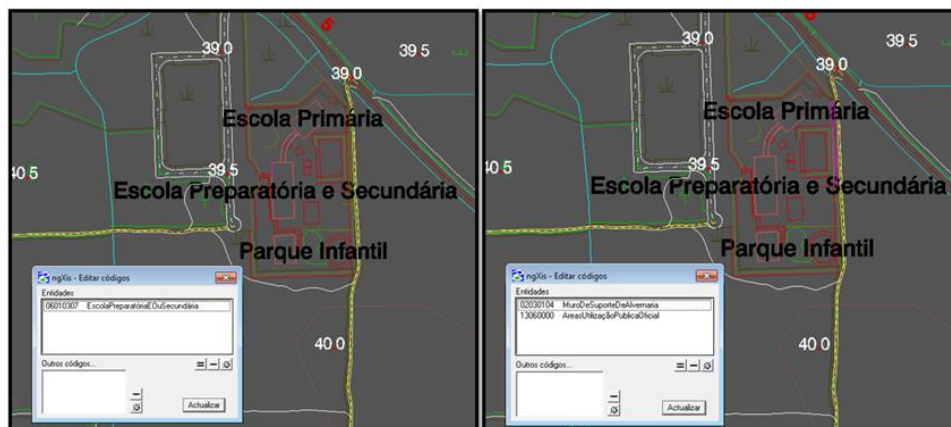 5
39 0
39 5
39 0
Escola Primária
39 5
40 5
Escola Preparatória e Secundária
Parque Infantil
40 0
ngXis - Editar códigos
Entidades
06010307 EscolaPreparatóriaEOuSecundária
Outros códigos...
Actualizar
5
39 0
39 5
39 0
Escola Primária
39 5
40 5
Escola Preparatória e Secundária
Parque Infantil
40 0
ngXis - Editar códigos
Entidades
02030104 MuroDeSuporteDeAlvernaria
13060000 AreasUtilizaçãoPublicaOficial
Outros códigos...
Actualizar